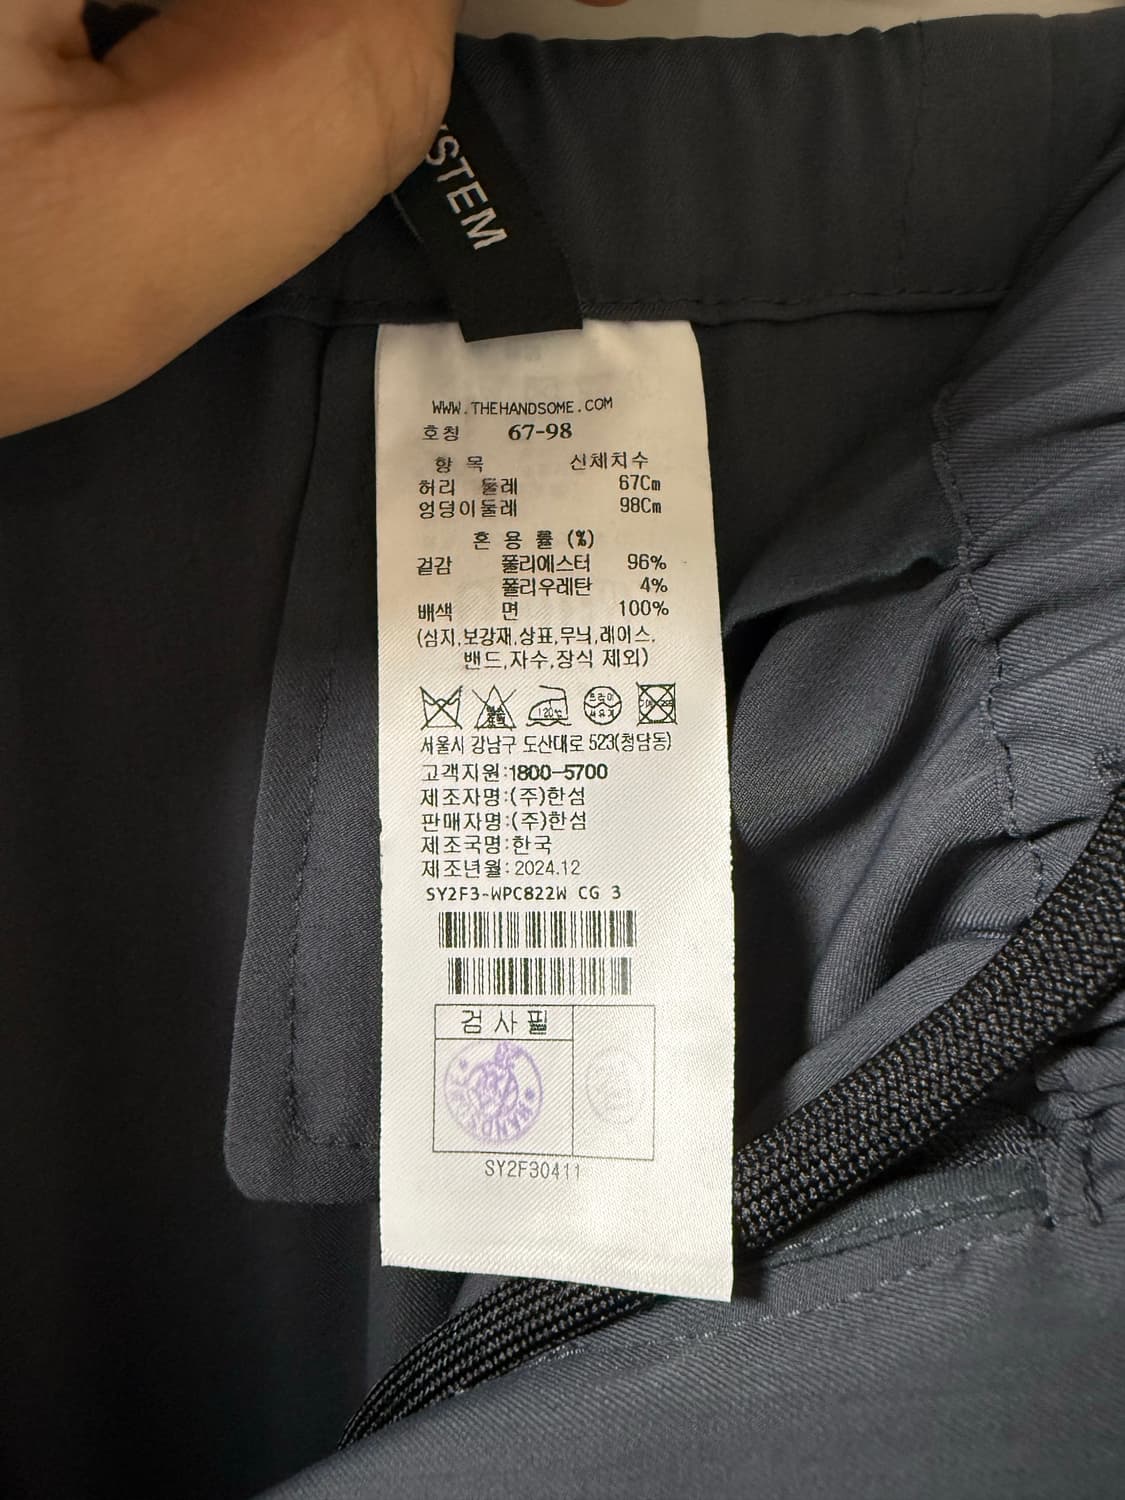 STEM
WWW.THEHANDSOME.COM
호칭 67-98
항 목 신체치수
허리 둘레 67Cm
엉덩이둘레 98Cm
혼 용 률 (%)
겉감 폴리에스터 96%
폴리우레탄 4%
배색 면 100%
(심지,보강재,상표,무늬,레이스,
밴드,자수,장식 제외)
120℃ 드라이
서울시 강남구 도산대로 523(청담동)
고객지원:1800-5700
제조자명:(주)한섬
판매자명:(주)한섬
제조국명:한국
제조년월:2024.12
SY2F3-WPC822W CG 3
검 사 필
HANDSOME
SY2F30411